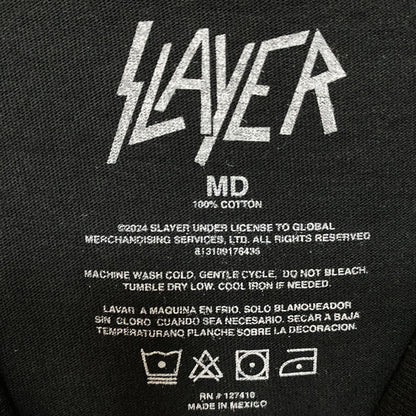 SLAYER
MD
100% COTTON
©2024 SLAYER UNDER LICENSE TO GLOBAL
MERCHANDISING SERVICES, LTD. ALL RIGHTS RESERVED
813109176436
MACHINE WASH COLD, GENTLE CYCLE, DO NOT BLEACH.
TUMBLE DRY LOW. COOL IRON IF NEEDED.
LAVAR A MAQUINA EN FRIO. SOLO BLANQUEADOR
SIN CLORO CUANDO SEA NECESARIO. SECAR A BAJA
TEMPERATURANO PLANCHE SOBRE LA DECORACION.
RN # 127410
MADE IN MEXICO